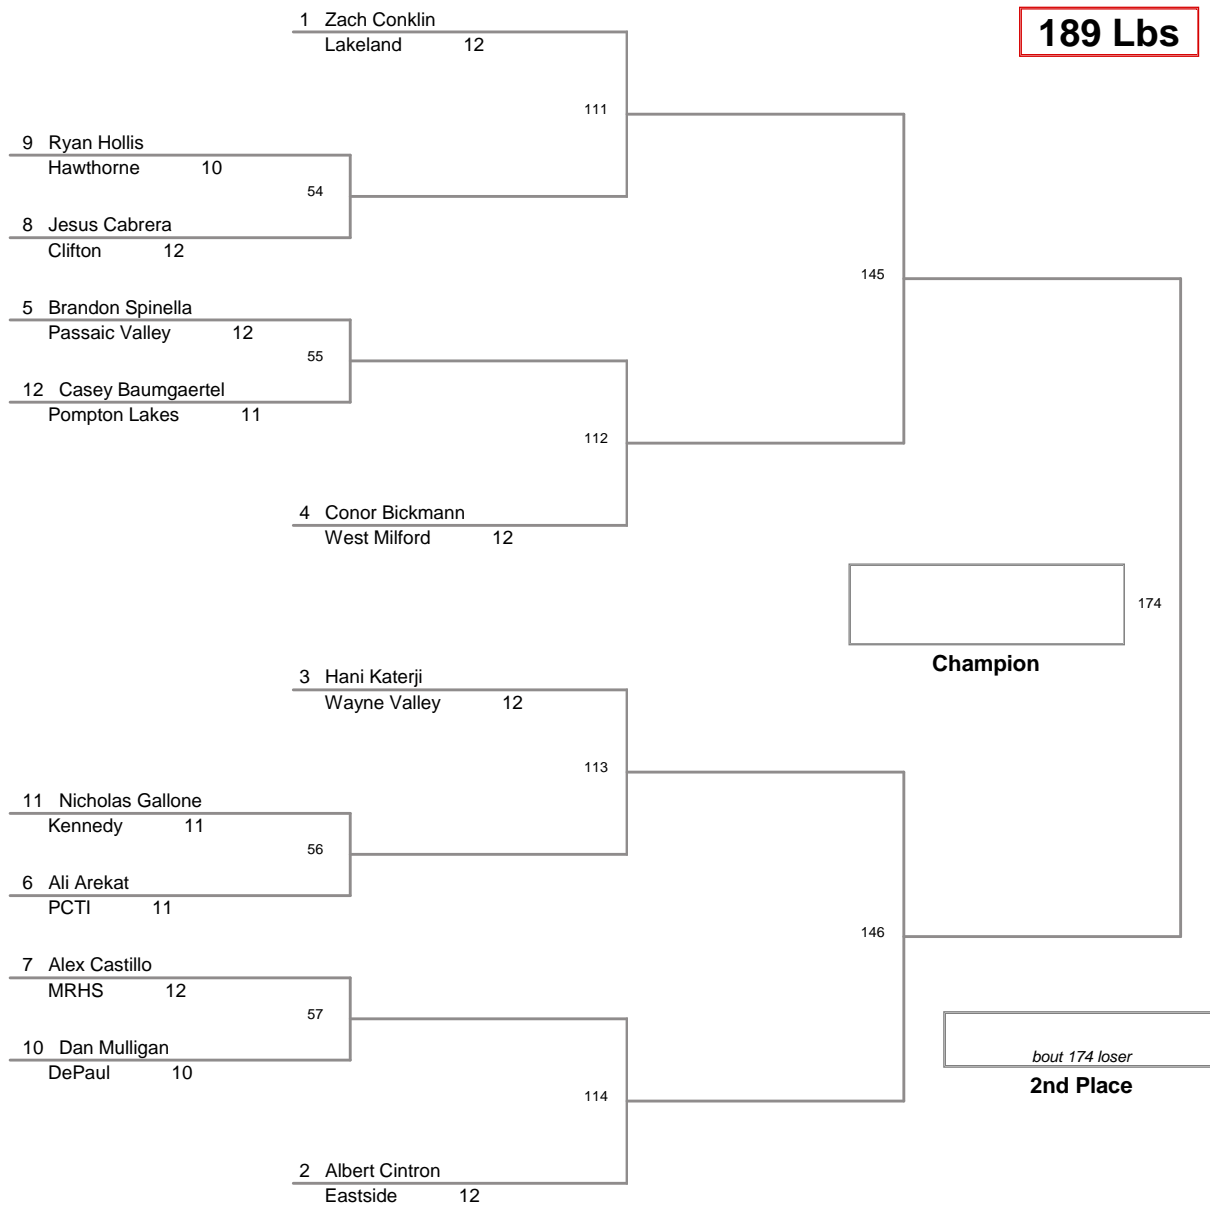 1 Zach Conklin
Lakeland 12
189 Lbs
111
9 Ryan Hollis
Hawthorne 10
54
8 Jesus Cabrera
Clifton 12
145
5 Brandon Spinella
Passaic Valley 12
55
12 Casey Baumgaertel
Pompton Lakes 11
112
4 Conor Bickmann
West Milford 12
174
Champion
3 Hani Katerji
Wayne Valley 12
113
11 Nicholas Gallone
Kennedy 11
56
6 Ali Arekat
PCTI 11
146
7 Alex Castillo
MRHS 12
57
10 Dan Mulligan
DePaul 10
bout 174 loser
2nd Place
114
2 Albert Cintron
Eastside 12